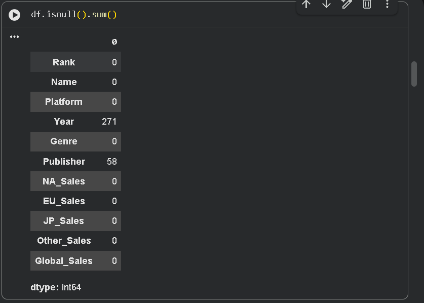 df.isnull().sum()
0
Rank 0
Name 0
Platform 0
Year 271
Genre 0
Publisher 58
NA_Sales 0
EU_Sales 0
JP_Sales 0
Other_Sales 0
Global_Sales 0
dtype: int64